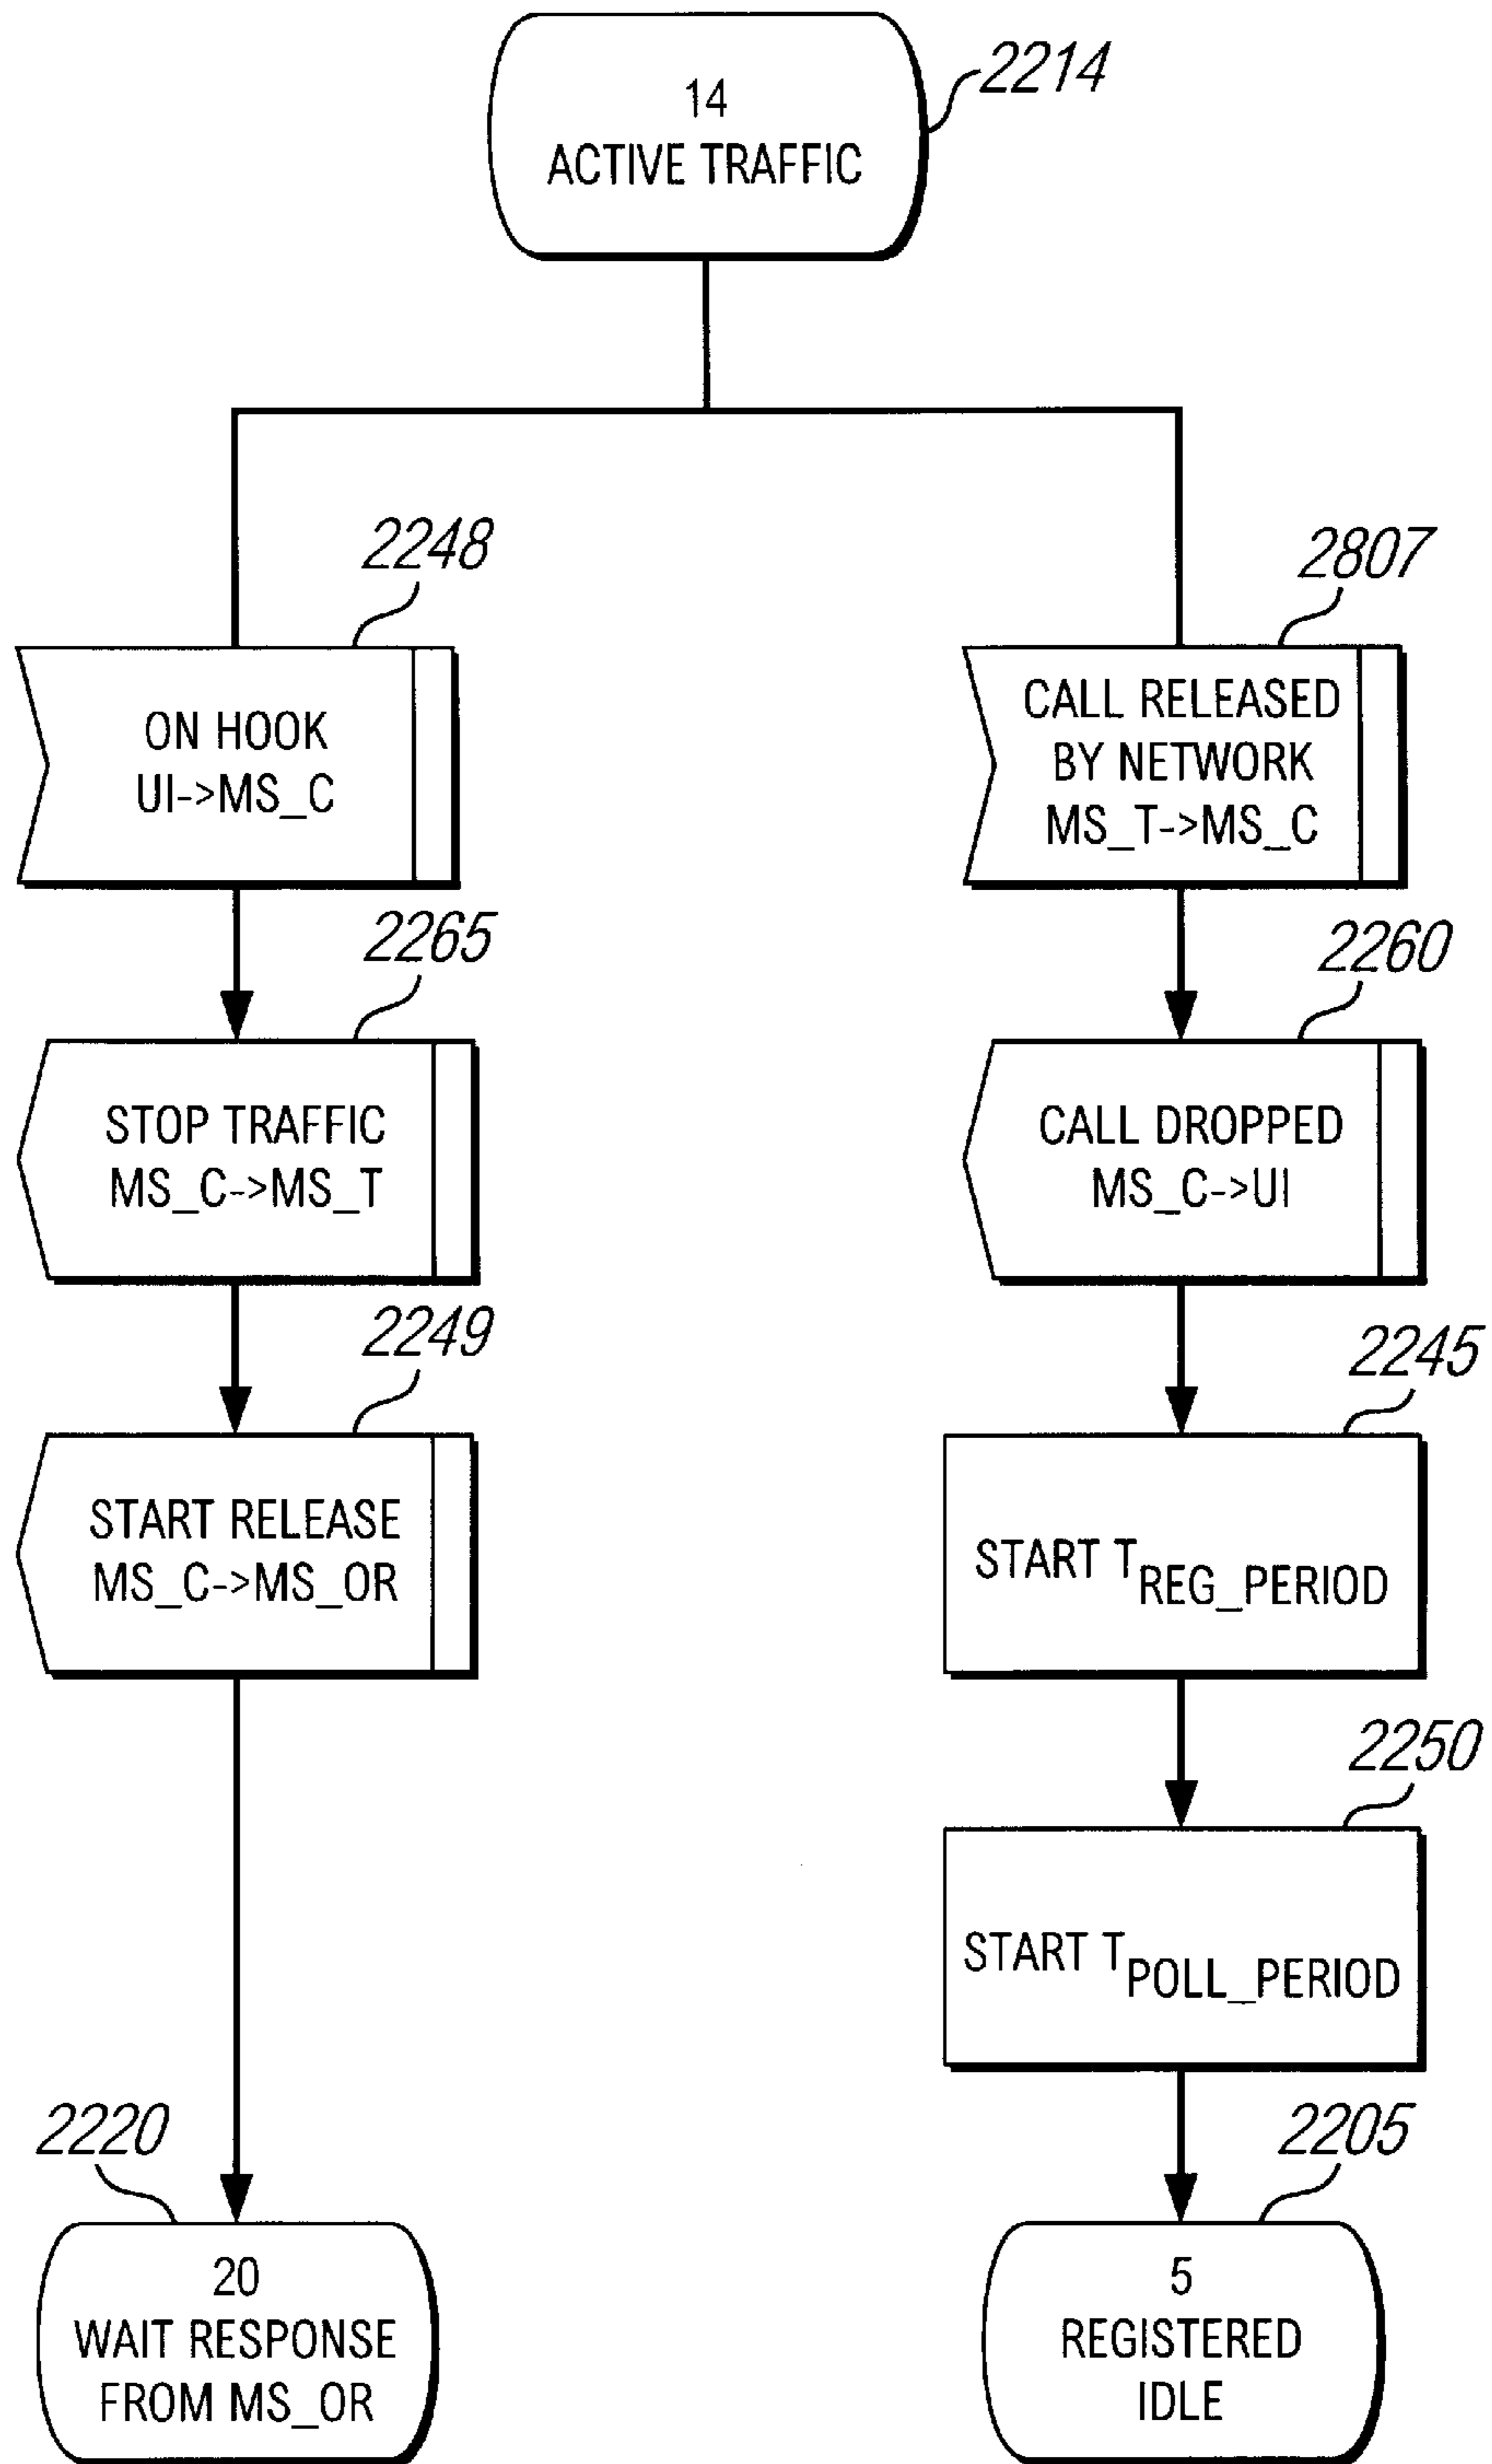 2214
14
ACTIVE TRAFFIC
2248
ON HOOK
UI->MS_C
2265
STOP TRAFFIC
MS_C->MS_T
2249
START RELEASE
MS_C->MS_OR
2220
20
WAIT RESPONSE
FROM MS_OR
2807
CALL RELEASED
BY NETWORK
MS_T->MS_C
2260
CALL DROPPED
MS_C->UI
2245
START T REG_PERIOD
2250
START T POLL_PERIOD
2205
5
REGISTERED
IDLE